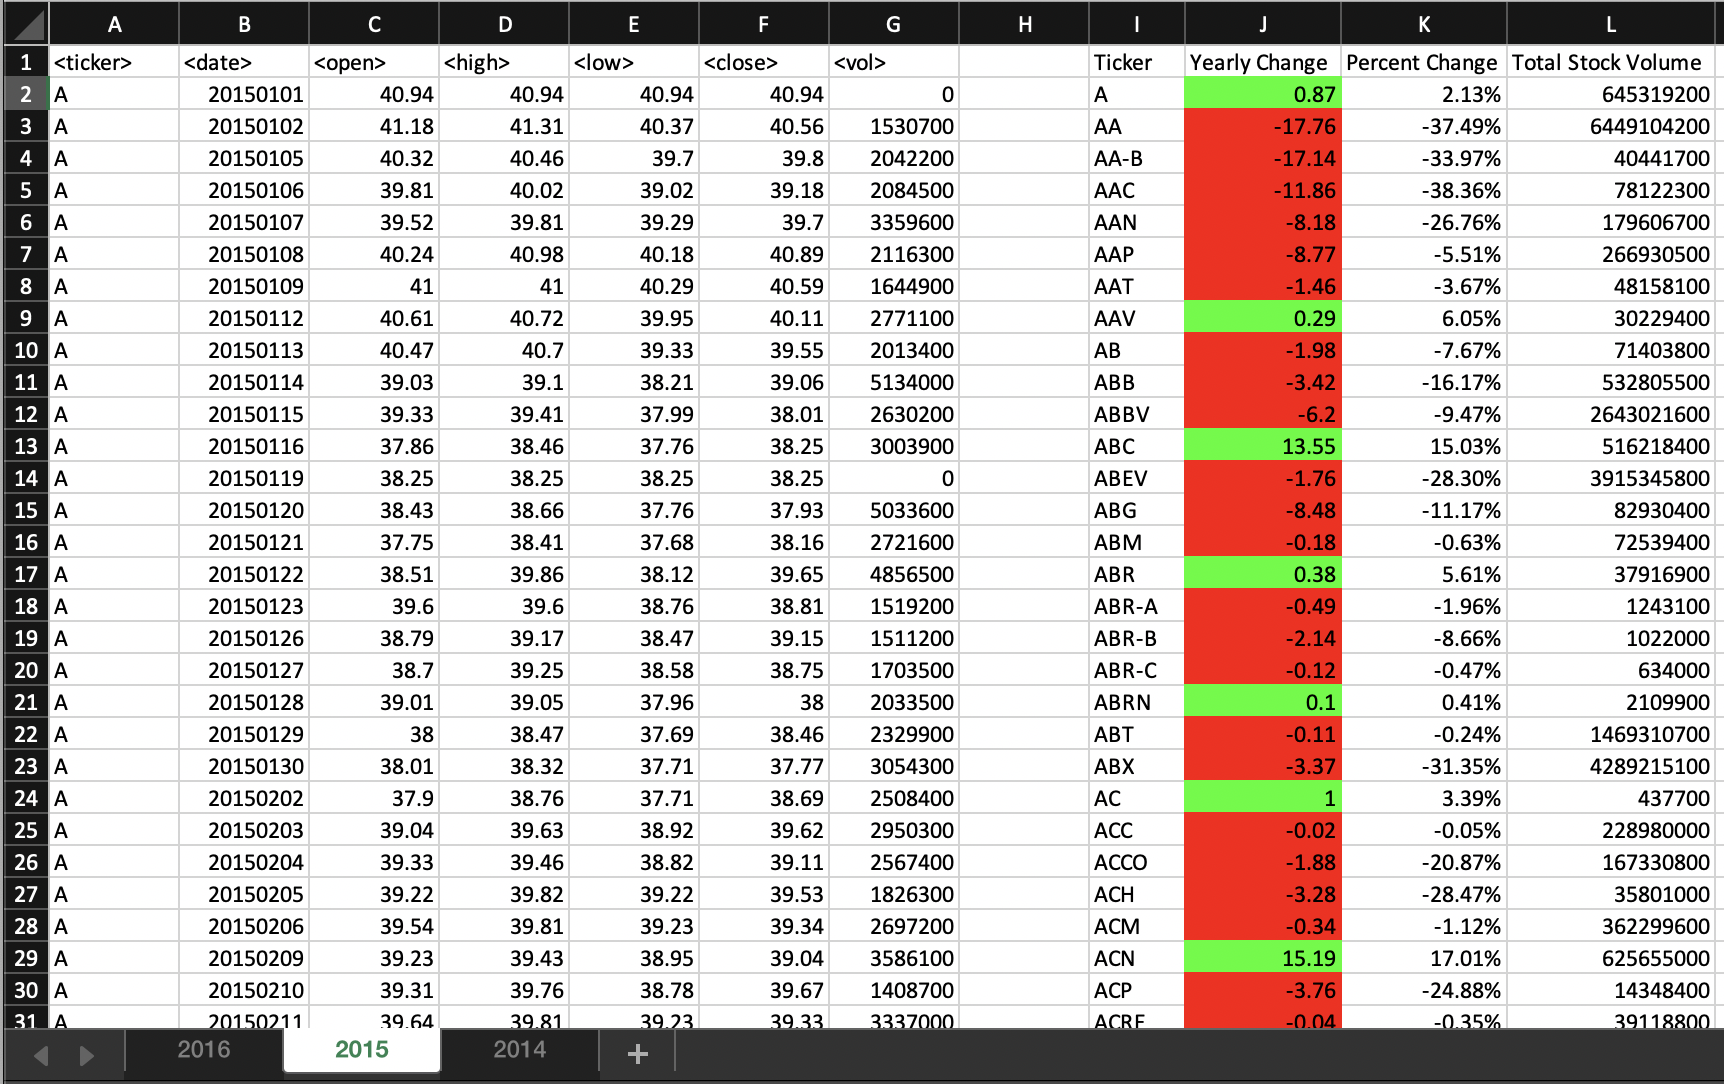 A B C D E F G H I J K L
1 <ticker> <date> <open> <high> <low> <close> <vol> Ticker Yearly Change Percent Change Total Stock Volume
2 A 20150101 40.94 40.94 40.94 40.94 0 A 0.87 2.13% 645319200
3 A 20150102 41.18 41.31 40.37 40.56 1530700 AA -17.76 -37.49% 6449104200
4 A 20150105 40.32 40.46 39.7 39.8 2042200 AA-B -17.14 -33.97% 40441700
5 A 20150106 39.81 40.02 39.02 39.18 2084500 AAC -11.86 -38.36% 78122300
6 A 20150107 39.52 39.81 39.29 39.7 3359600 AAN -8.18 -26.76% 179606700
7 A 20150108 40.24 40.98 40.18 40.89 2116300 AAP -8.77 -5.51% 266930500
8 A 20150109 41 41 40.29 40.59 1644900 AAT -1.46 -3.67% 48158100
9 A 20150112 40.61 40.72 39.95 40.11 2771100 AAV 0.29 6.05% 30229400
10 A 20150113 40.47 40.7 39.33 39.55 2013400 AB -1.98 -7.67% 71403800
11 A 20150114 39.03 39.1 38.21 39.06 5134000 ABB -3.42 -16.17% 532805500
12 A 20150115 39.33 39.41 37.99 38.01 2630200 ABBV -6.2 -9.47% 2643021600
13 A 20150116 37.86 38.46 37.76 38.25 3003900 ABC 13.55 15.03% 516218400
14 A 20150119 38.25 38.25 38.25 38.25 0 ABEV -1.76 -28.30% 3915345800
15 A 20150120 38.43 38.66 37.76 37.93 5033600 ABG -8.48 -11.17% 82930400
16 A 20150121 37.75 38.41 37.68 38.16 2721600 ABM -0.18 -0.63% 72539400
17 A 20150122 38.51 39.86 38.12 39.65 4856500 ABR 0.38 5.61% 37916900
18 A 20150123 39.6 39.6 38.76 38.81 1519200 ABR-A -0.49 -1.96% 1243100
19 A 20150126 38.79 39.17 38.47 39.15 1511200 ABR-B -2.14 -8.66% 1022000
20 A 20150127 38.7 39.25 38.58 38.75 1703500 ABR-C -0.12 -0.47% 634000
21 A 20150128 39.01 39.05 37.96 38 2033500 ABRN 0.1 0.41% 2109900
22 A 20150129 38 38.47 37.69 38.46 2329900 ABT -0.11 -0.24% 1469310700
23 A 20150130 38.01 38.32 37.71 37.77 3054300 ABX -3.37 -31.35% 4289215100
24 A 20150202 37.9 38.76 37.71 38.69 2508400 AC 1 3.39% 437700
25 A 20150203 39.04 39.63 38.92 39.62 2950300 ACC -0.02 -0.05% 228980000
26 A 20150204 39.33 39.46 38.82 39.11 2567400 ACCO -1.88 -20.87% 167330800
27 A 20150205 39.22 39.82 39.22 39.53 1826300 ACH -3.28 -28.47% 35801000
28 A 20150206 39.54 39.81 39.23 39.34 2697200 ACM -0.34 -1.12% 362299600
29 A 20150209 39.23 39.43 38.95 39.04 3586100 ACN 15.19 17.01% 625655000
30 A 20150210 39.31 39.76 38.78 39.67 1408700 ACP -3.76 -24.88% 14348400
31 A 20150211 39.64 39.81 39.23 39.33 3337000 ACRE -0.04 -0.35% 39118800
2016 2015 2014 +